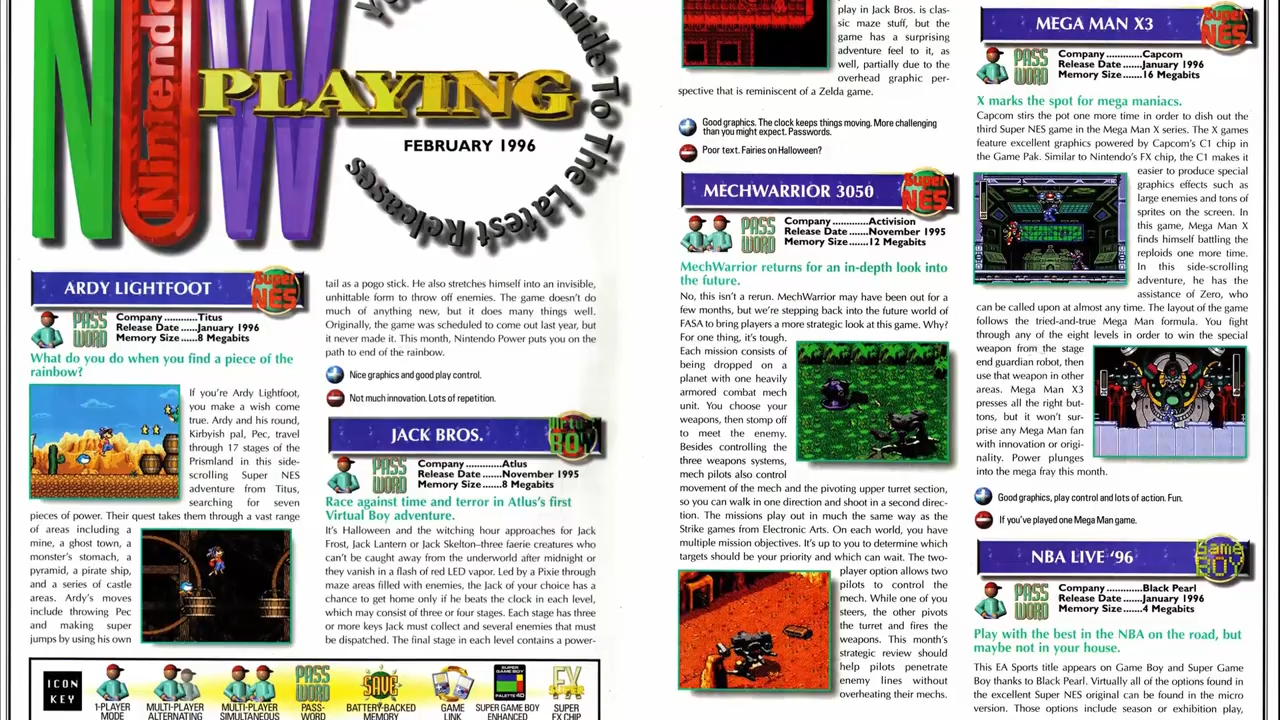 NOW
Nintendo
PLAYING
FEBRUARY 1996
Guide To The Latest Releases
ARDY LIGHTFOOT
Super NES
PASS WORD
Company .............Titus
Release Date ......January 1996
Memory Size .......8 Megabits
What do you do when you find a piece of the
rainbow?
If you're Ardy Lightfoot,
you make a wish come
true. Ardy and his round,
Kirbyish pal, Pec, travel
through 17 stages of the
Prismland in this side-
scrolling Super NES
adventure from Titus,
searching for seven
pieces of power. Their quest takes them through a vast range
of areas including a
mine, a ghost town, a
monster's stomach, a
pyramid, a pirate ship,
and a series of castle
areas. Ardy's moves
include throwing Pec
and making super
jumps by using his own
tail as a pogo stick. He also stretches himself into an invisible,
unhittable form to throw off enemies. The game doesn't do
much of anything new, but it does many things well.
Originally, the game was scheduled to come out last year, but
it never made it. This month, Nintendo Power puts you on the
path to end of the rainbow.
Nice graphics and good play control.
Not much innovation. Lots of repetition.
JACK BROS.
Virtual BOY
PASS WORD
Company .............Atlus
Release Date ......November 1995
Memory Size .......8 Megabits
Race against time and terror in Atlus's first
Virtual Boy adventure.
It's Halloween and the witching hour approaches for Jack
Frost, Jack Lantern or Jack Skelton–three faerie creatures who
can't be caught away from the underworld after midnight or
they vanish in a flash of red LED vapor. Led by a Pixie through
maze areas filled with enemies, the Jack of your choice has a
chance to get home only if he beats the clock in each level,
which may consist of three or four stages. Each stage has three
or more keys Jack must collect and several enemies that must
be dispatched. The final stage in each level contains a power-
ICON KEY
1-PLAYER MODE
MULTI-PLAYER ALTERNATING
MULTI-PLAYER SIMULTANEOUS
PASS WORD
PASS-WORD
SAVE
BATTERY-BACKED MEMORY
GAME LINK
SUPER GAME BOY
PALETTE 4D
SUPER GAME BOY ENHANCED
FX
SUPER FX CHIP
play in Jack Bros. is clas-
sic maze stuff, but the
game has a surprising
adventure feel to it, as
well, partially due to the
overhead graphic per-
spective that is reminiscent of a Zelda game.
Good graphics. The clock keeps things moving. More challenging
than you might expect. Passwords.
Poor text. Fairies on Halloween?
MECHWARRIOR 3050
Super NES
PASS WORD
Company .............Activision
Release Date ......November 1995
Memory Size .......12 Megabits
MechWarrior returns for an in-depth look into
the future.
No, this isn't a rerun. MechWarrior may have been out for a
few months, but we're stepping back into the future world of
FASA to bring players a more strategic look at this game. Why?
For one thing, it's tough.
Each mission consists of
being dropped on a
planet with one heavily
armored combat mech
unit. You choose your
weapons, then stomp off
to meet the enemy.
Besides controlling the
three weapons systems,
mech pilots also control
movement of the mech and the pivoting upper turret section,
so you can walk in one direction and shoot in a second direc-
tion. The missions play out in much the same way as the
Strike games from Electronic Arts. On each world, you have
multiple mission objectives. It's up to you to determine which
targets should be your priority and which can wait. The two-
player option allows two
pilots to control the
mech. While one of you
steers, the other pivots
the turret and fires the
weapons. This month's
strategic review should
help pilots penetrate
enemy lines without
overheating their mechs.
MEGA MAN X3
Super NES
PASS WORD
Company .............Capcom
Release Date ......January 1996
Memory Size .......16 Megabits
X marks the spot for mega maniacs.
Capcom stirs the pot one more time in order to dish out the
third Super NES game in the Mega Man X series. The X games
feature excellent graphics powered by Capcom's C1 chip in
the Game Pak. Similar to Nintendo's FX chip, the C1 makes it
easier to produce special
graphics effects such as
large enemies and tons of
sprites on the screen. In
this game, Mega Man X
finds himself battling the
reploids one more time.
In this side-scrolling
adventure, he has the
assistance of Zero, who
can be called upon at almost any time. The layout of the game
follows the tried-and-true Mega Man formula. You fight
through any of the eight levels in order to win the special
weapon from the stage
end guardian robot, then
use that weapon in other
areas. Mega Man X3
presses all the right but-
tons, but it won't sur-
prise any Mega Man fan
with innovation or origi-
nality. Power plunges
into the mega fray this month.
Good graphics, play control and lots of action. Fun.
If you've played one Mega Man game.
NBA LIVE '96
Game BOY
PASS WORD
Company .............Black Pearl
Release Date ......January 1996
Memory Size .......4 Megabits
Play with the best in the NBA on the road, but
maybe not in your house.
This EA Sports title appears on Game Boy and Super Game
Boy thanks to Black Pearl. Virtually all of the options found in
the excellent Super NES original can be found in the micro
version. Those options include season or exhibition play,